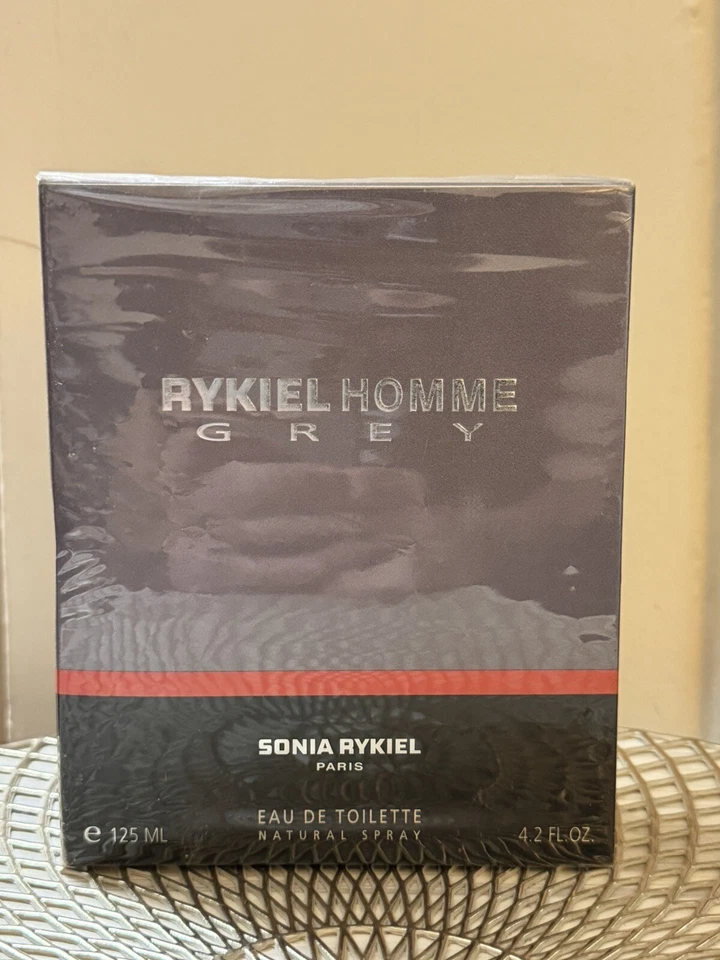 RYKIEL HOMME
GREY
SONIA RYKIEL
PARIS
EAU DE TOILETTE
NATURAL SPRAY
℮ 125 ML
4.2 FL.OZ.